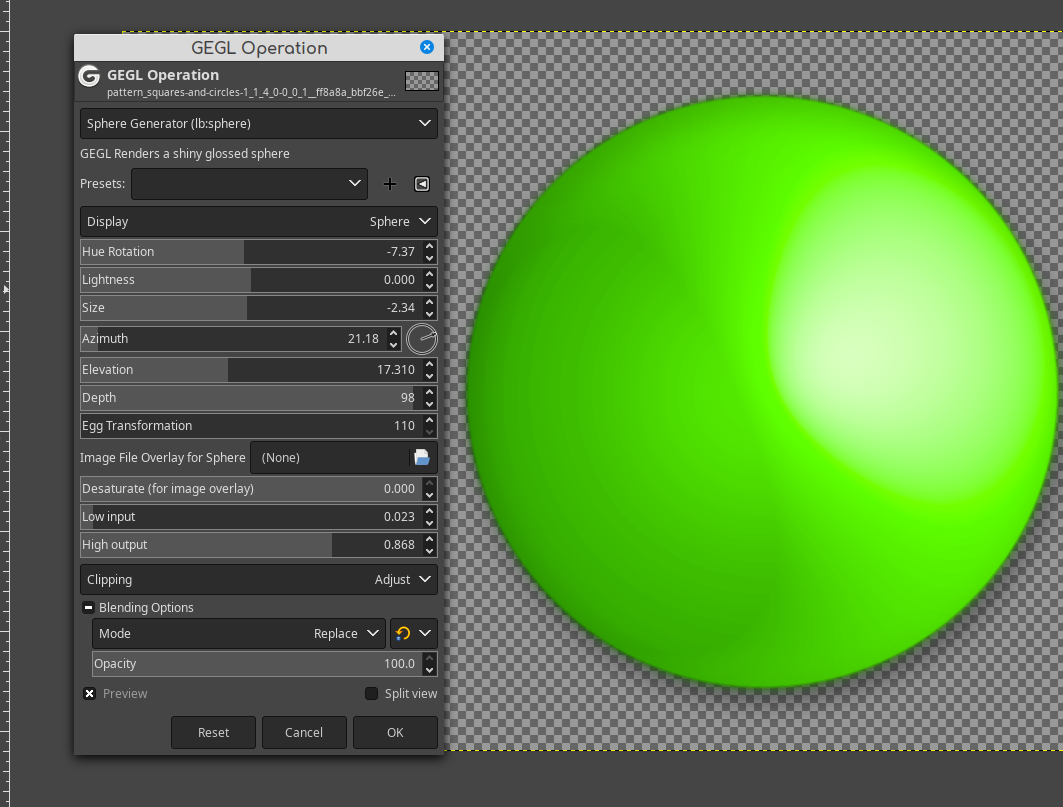 GEGL Operation
GEGL Operation
pattern_squares-and-circles-1_1_4_0-0_0_1__ff8a8a_bbf26e_...
Sphere Generator (lb:sphere)
GEGL Renders a shiny glossed sphere
Presets:
Display Sphere
Hue Rotation -7.37
Lightness 0.000
Size -2.34
Azimuth 21.18
Elevation 17.310
Depth 98
Egg Transformation 110
Image File Overlay for Sphere (None)
Desaturate (for image overlay) 0.000
Low input 0.023
High output 0.868
Clipping Adjust
Blending Options
Mode Replace
Opacity 100.0
Preview Split view
Reset Cancel OK